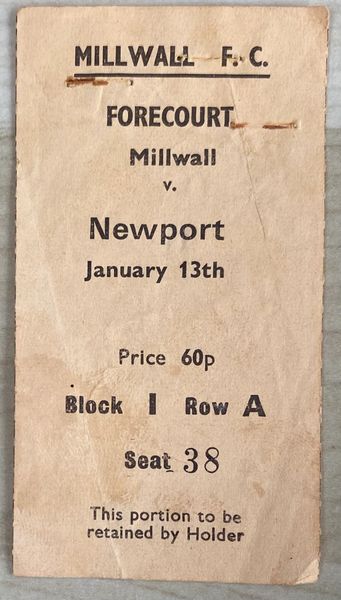 MILLWALL F.C.
FORECOURT
Millwall
v.
Newport
January 13th
Price 60p
Block I Row A
Seat 38
This portion to be
retained by Holder